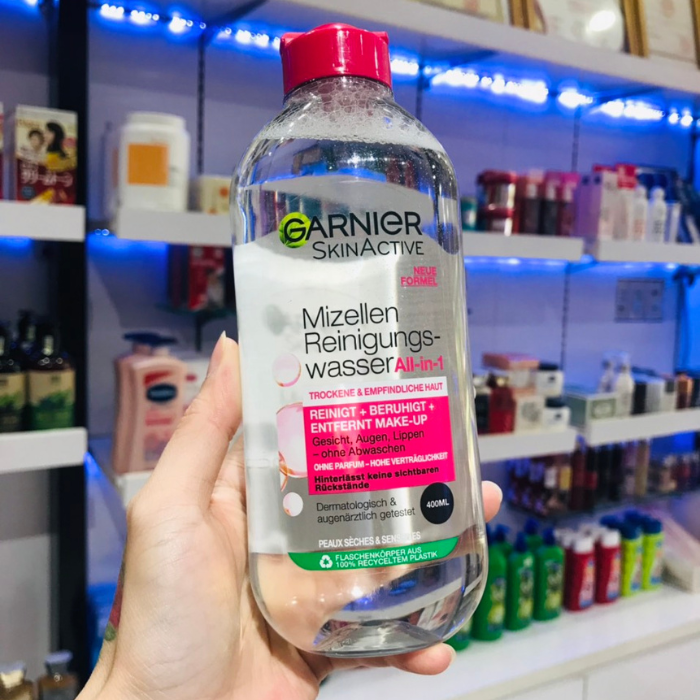 GARNIER
SKINACTIVE
NEUE
FORMEL
Mizellen
Reinigungs-
wasser All-in-1
TROCKENE & EMPFINDLICHE HAUT
REINIGT + BERUHIGT +
ENTFERNT MAKE-UP
Gesicht, Augen, Lippen
– ohne Abwaschen
OHNE PARFUM – HOHE VERTRÄGLICHKEIT
Hinterlässt keine sichtbaren
Rückstände
Dermatologisch &
augenärztlich getestet
400ML
PEAUX SÈCHES & SENSIBLES
FLASCHENKÖRPER AUS
100% RECYCELTEM PLASTIK
Vaseline